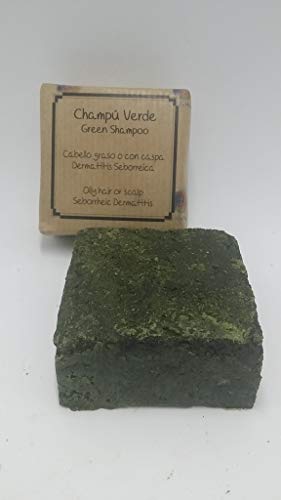 Champú Verde
Green Shampoo
Cabello graso o con caspa
Dermatitis Seborreica
Oily hair or scalp
Seborrheic Dermatitis